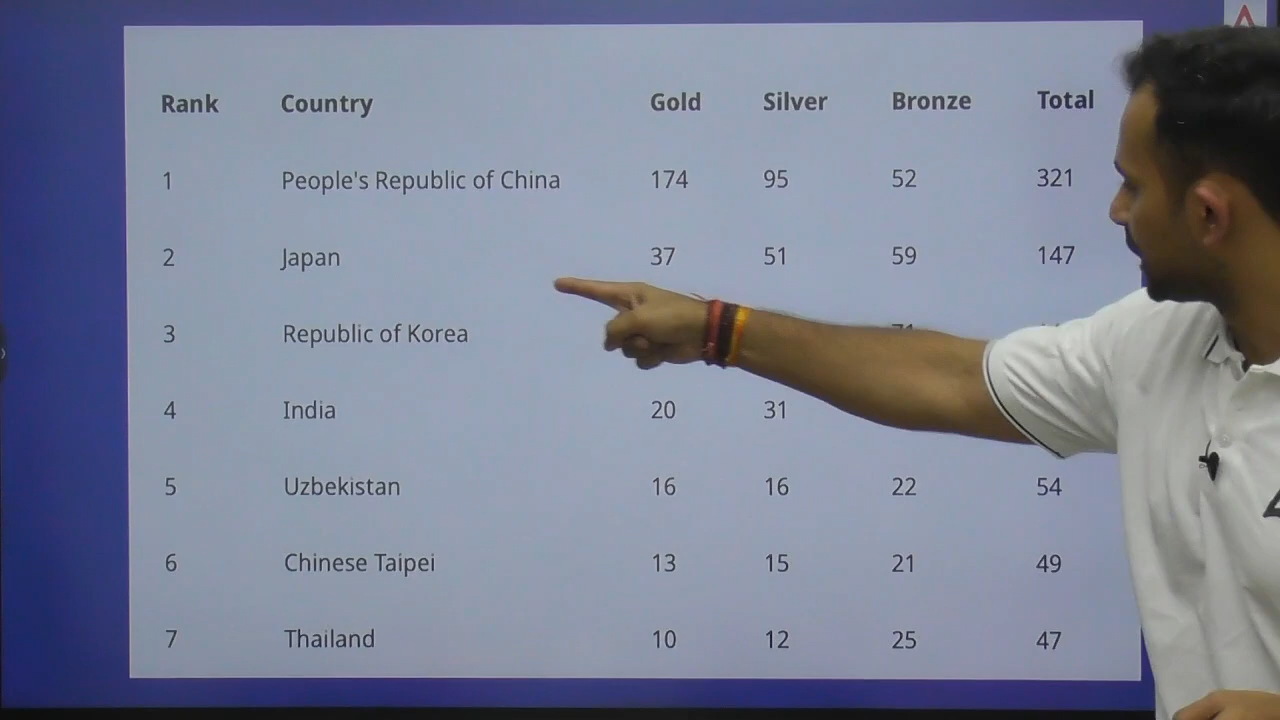 Rank Country Gold Silver Bronze Total
1 People's Republic of China 174 95 52 321
2 Japan 37 51 59 147
3 Republic of Korea
4 India 20 31
5 Uzbekistan 16 16 22 54
6 Chinese Taipei 13 15 21 49
7 Thailand 10 12 25 47